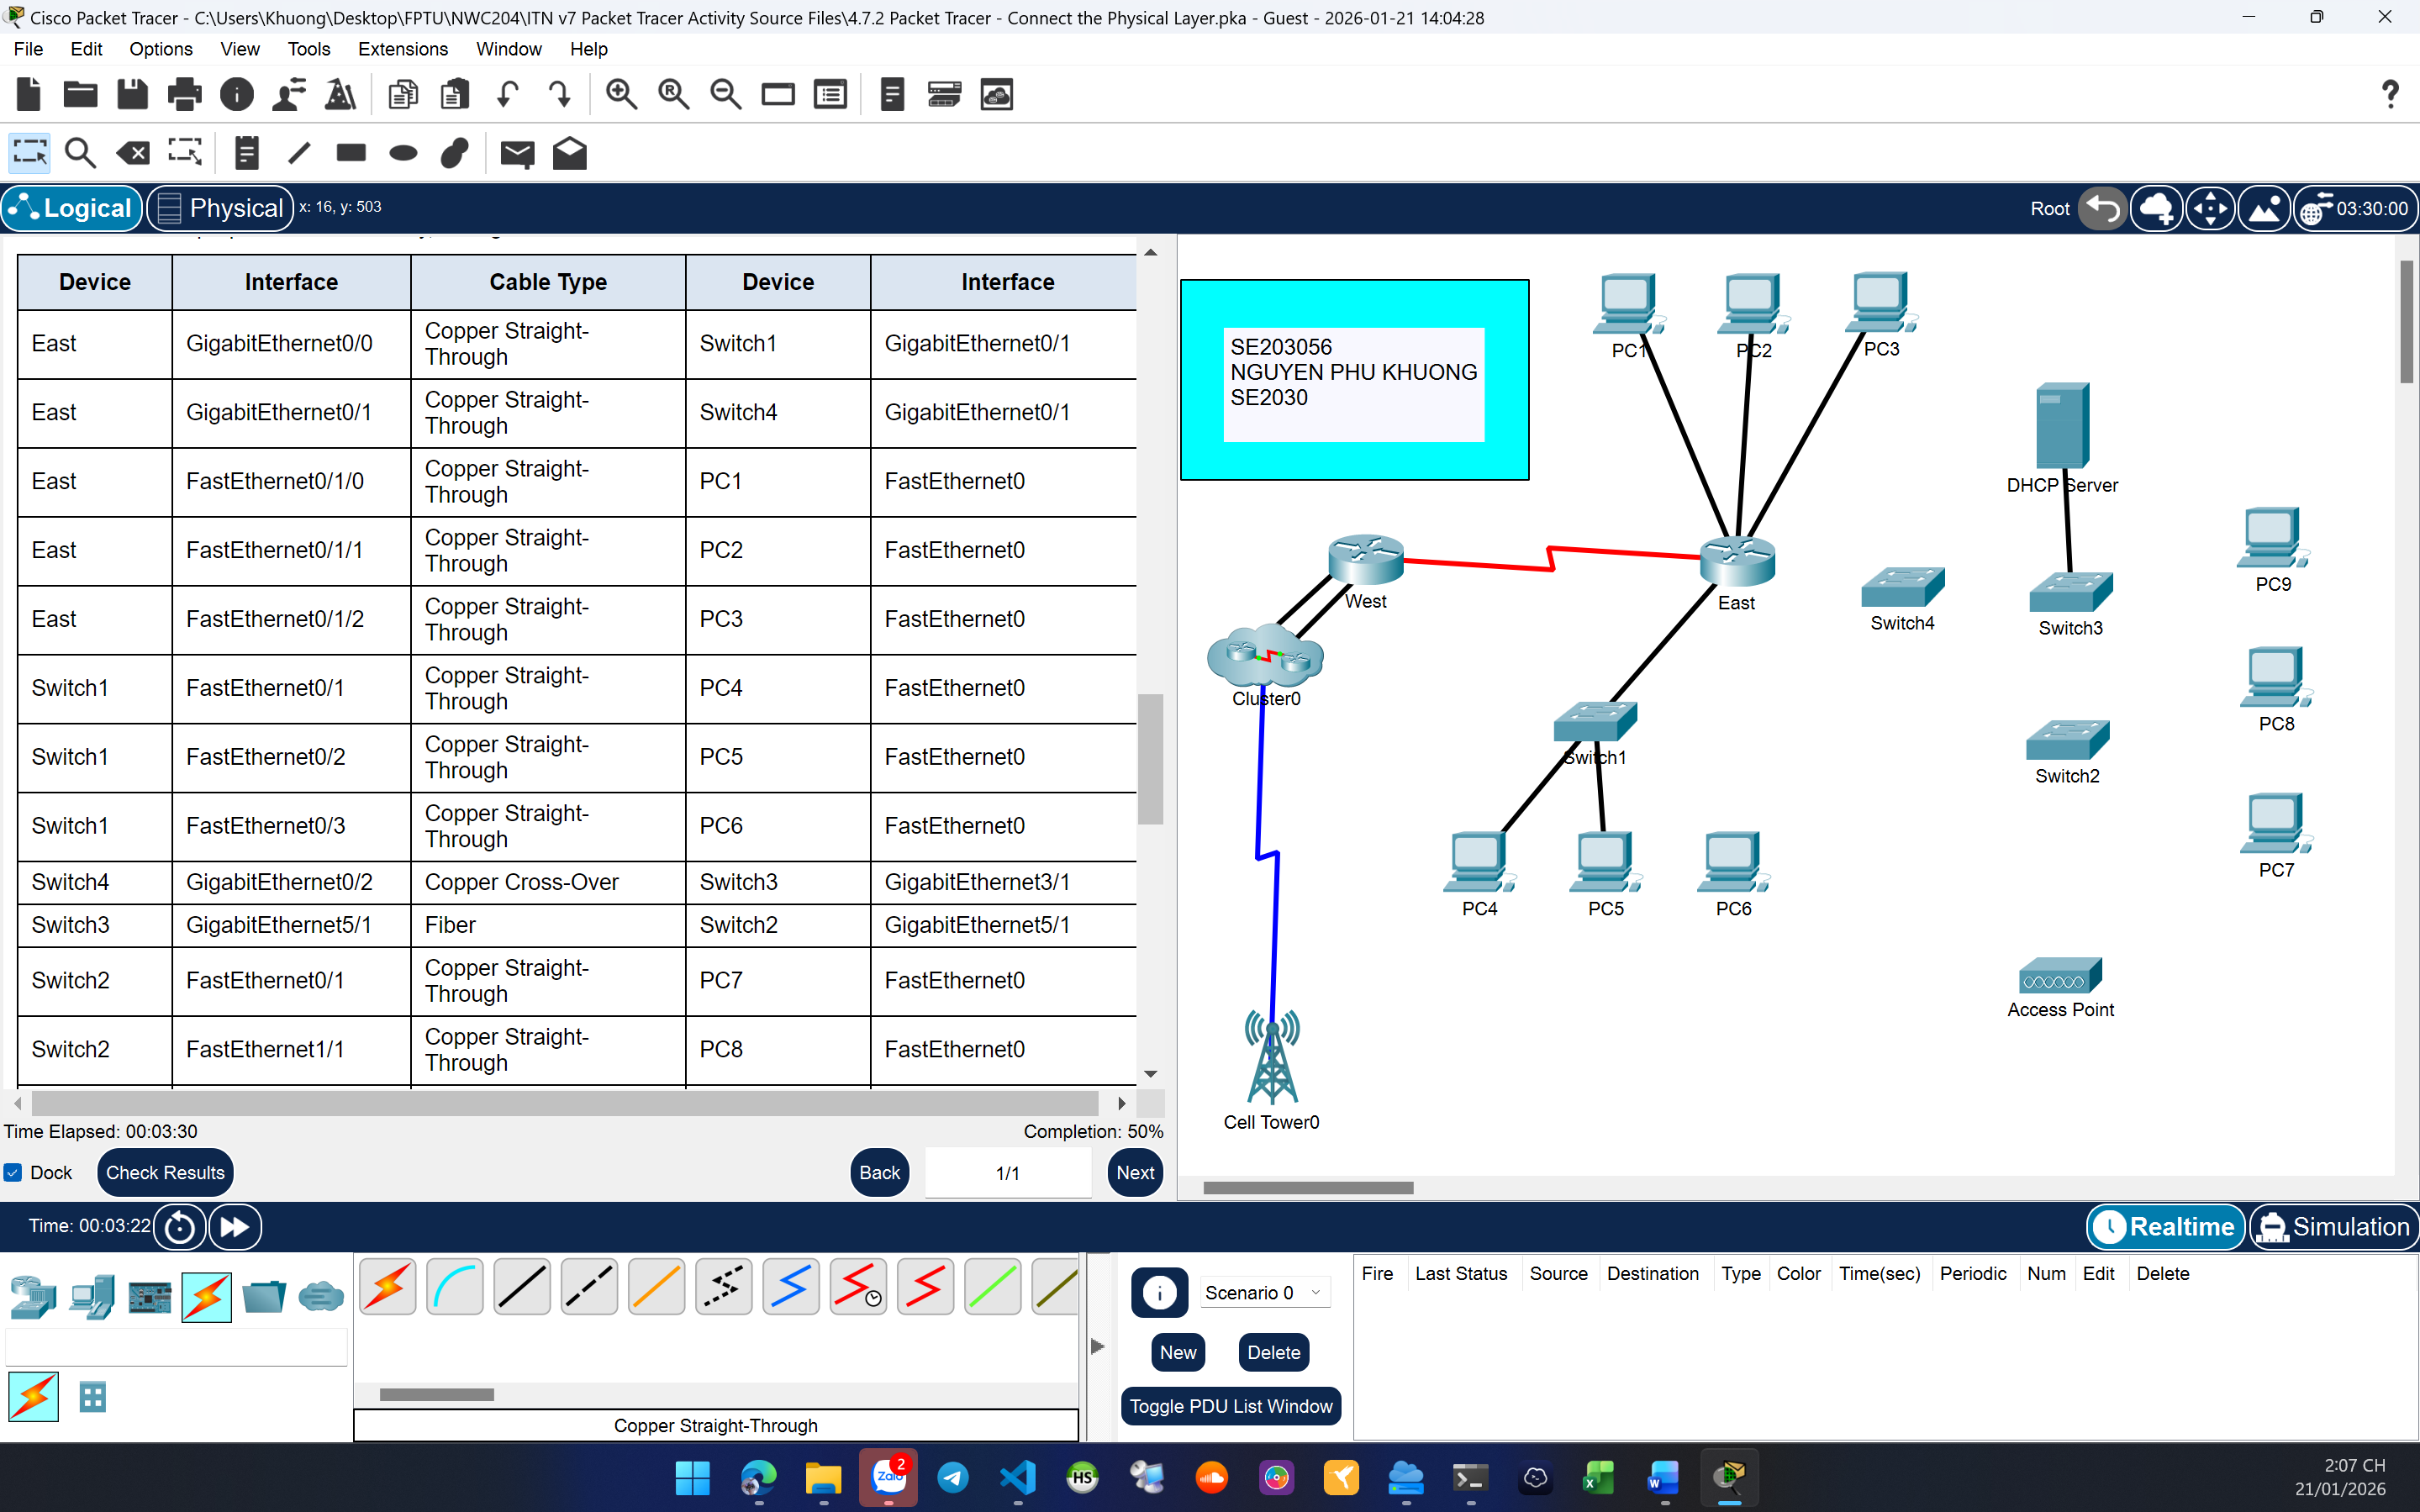 Cisco Packet Tracer - C:\Users\Khuong\Desktop\FPTU\NWC204\ITN v7 Packet Tracer Activity Source Files\4.7.2 Packet Tracer - Connect the Physical Layer.pka - Guest - 2026-01-21 14:04:28
File Edit Options View Tools Extensions Window Help
Logical Physical x: 16, y: 503 Root 03:30:00
Device Interface Cable Type Device Interface
East GigabitEthernet0/0 Copper Straight-Through Switch1 GigabitEthernet0/1
East GigabitEthernet0/1 Copper Straight-Through Switch4 GigabitEthernet0/1
East FastEthernet0/1/0 Copper Straight-Through PC1 FastEthernet0
East FastEthernet0/1/1 Copper Straight-Through PC2 FastEthernet0
East FastEthernet0/1/2 Copper Straight-Through PC3 FastEthernet0
Switch1 FastEthernet0/1 Copper Straight-Through PC4 FastEthernet0
Switch1 FastEthernet0/2 Copper Straight-Through PC5 FastEthernet0
Switch1 FastEthernet0/3 Copper Straight-Through PC6 FastEthernet0
Switch4 GigabitEthernet0/2 Copper Cross-Over Switch3 GigabitEthernet3/1
Switch3 GigabitEthernet5/1 Fiber Switch2 GigabitEthernet5/1
Switch2 FastEthernet0/1 Copper Straight-Through PC7 FastEthernet0
Switch2 FastEthernet1/1 Copper Straight-Through PC8 FastEthernet0
Time Elapsed: 00:03:30 Completion: 50%
Dock Check Results Back 1/1 Next
SE203056
NGUYEN PHU KHUONG
SE2030
PC1 PC2 PC3
DHCP Server
West East Switch4 Switch3 PC9
Cluster0
PC8
Switch1 Switch2
PC7
PC4 PC5 PC6
Access Point
Cell Tower0
Time: 00:03:22 Realtime Simulation
Scenario 0
New Delete
Toggle PDU List Window
Fire Last Status Source Destination Type Color Time(sec) Periodic Num Edit Delete
Copper Straight-Through
Zalo 2
HS
2:07 CH
21/01/2026